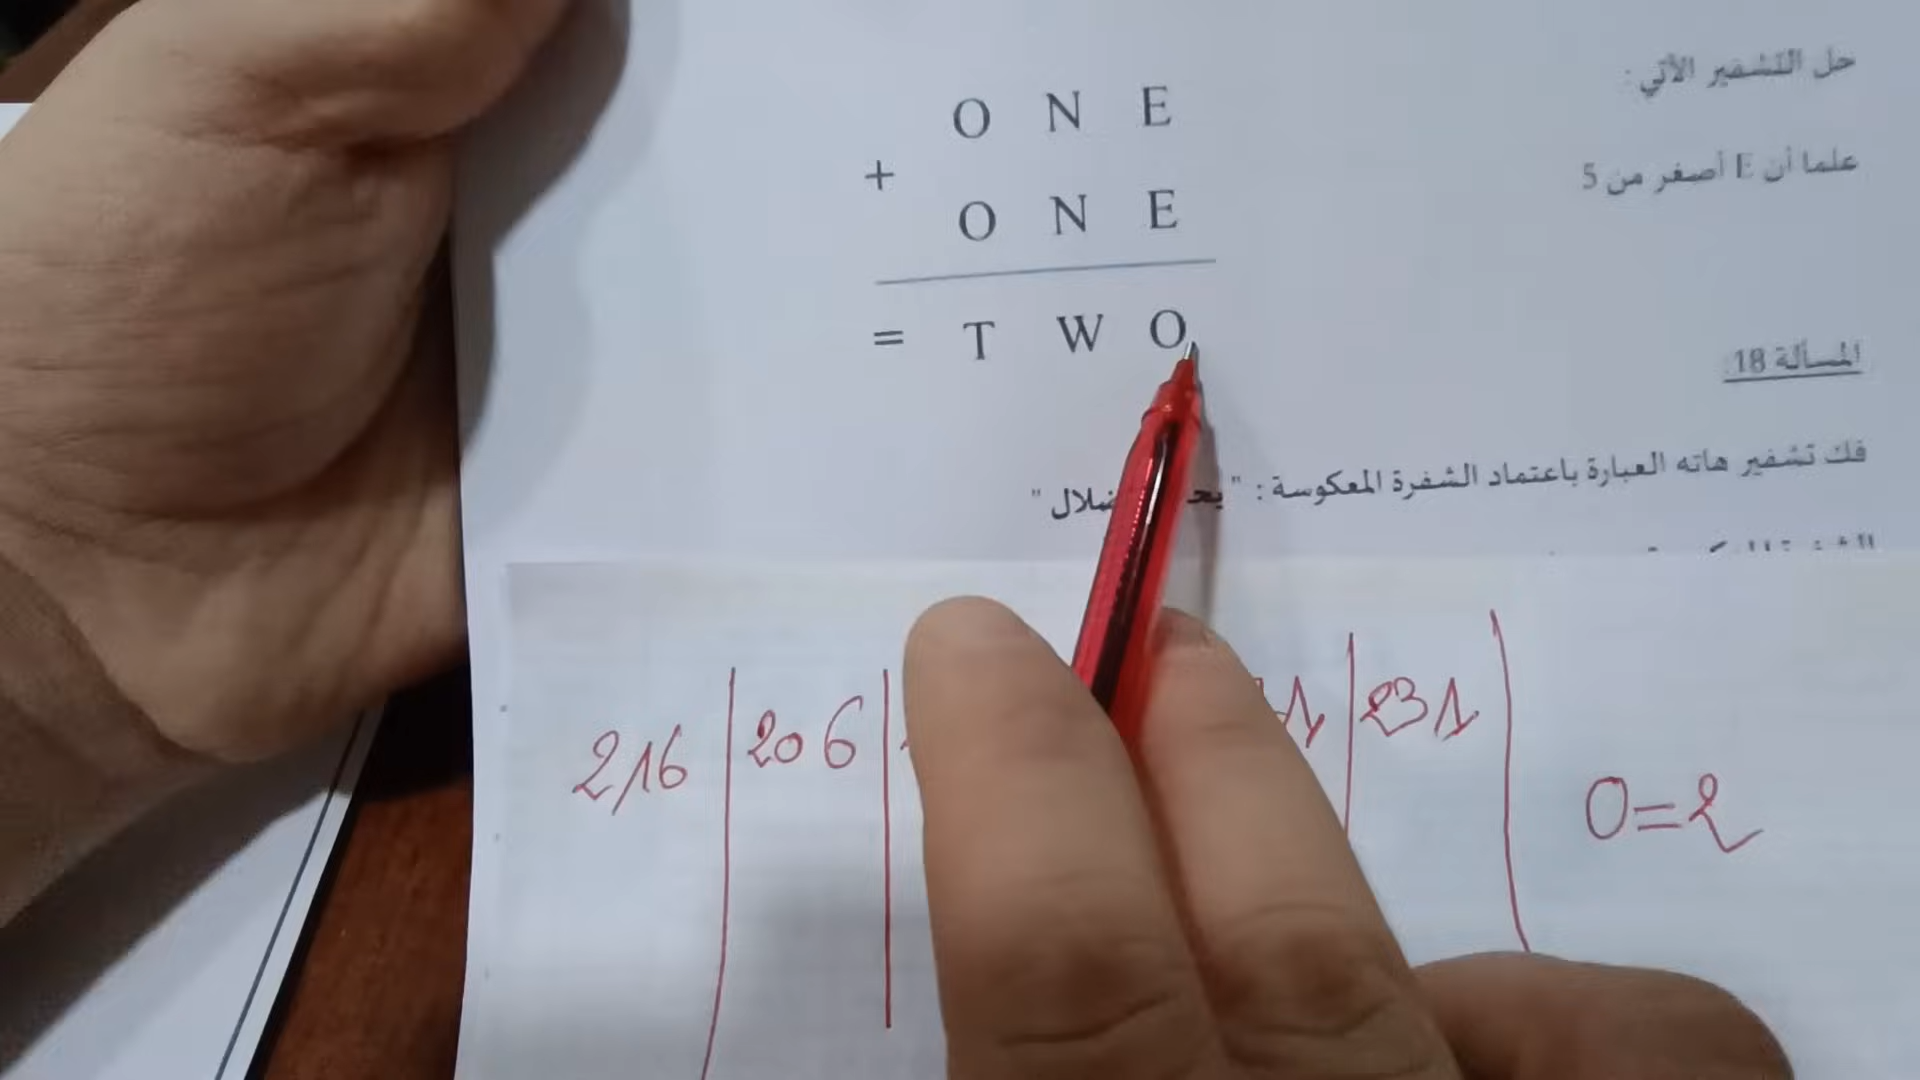 حل التشفير الآتي :
O N E
+
علما أن E أصغر من 5
O N E
= T W O
المسألة 18
فك تشفير هاته العبارة باعتماد الشفرة المعكوسة : "
"
216 | 206 | | 231 |
O=2